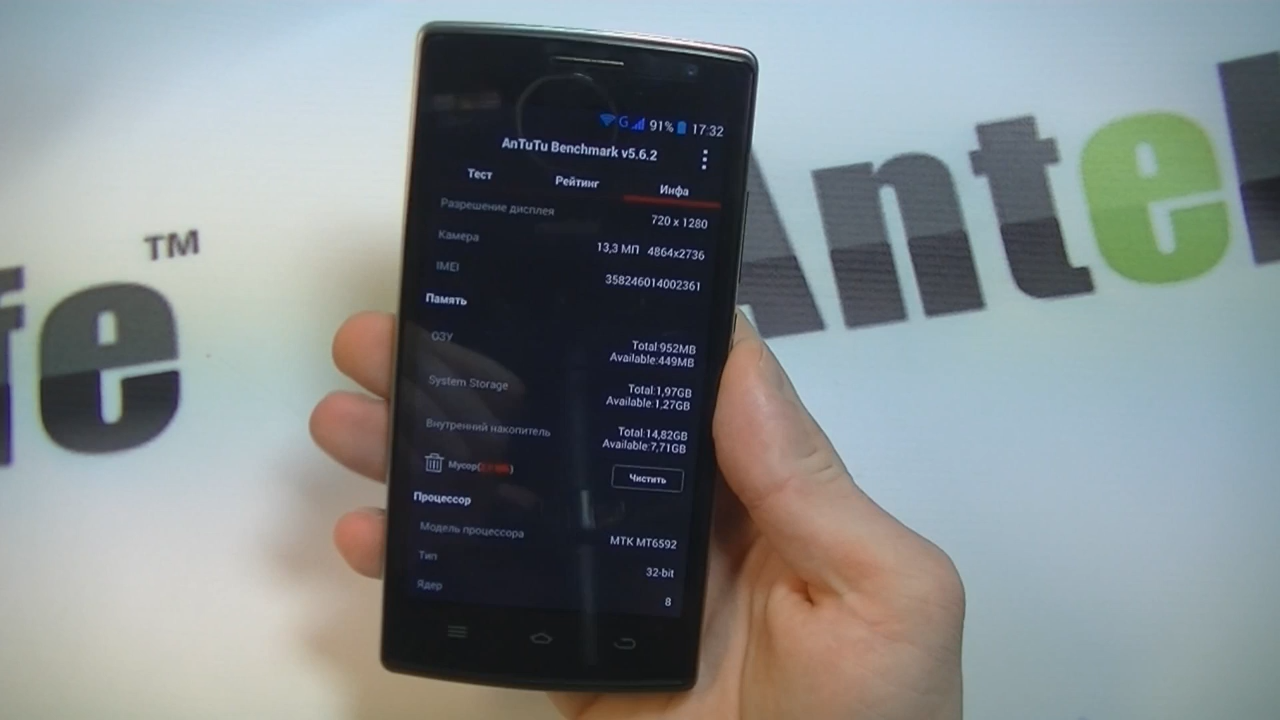 91% 17:32
AnTuTu Benchmark v5.6.2
Тест Рейтинг Инфа
Разрешение дисплея 720 x 1280
Камера 13,3 МП 4864x2736
IMEI 358246014002361
Память
ОЗУ Total:952MB
Available:449MB
System Storage Total:1,97GB
Available:1,27GB
Внутренний накопитель Total:14,82GB
Available:7,71GB
Мусор( ) Чистить
Процессор
Модель процессора MTK MT6592
Тип 32-bit
Ядер 8
fe™
Ante